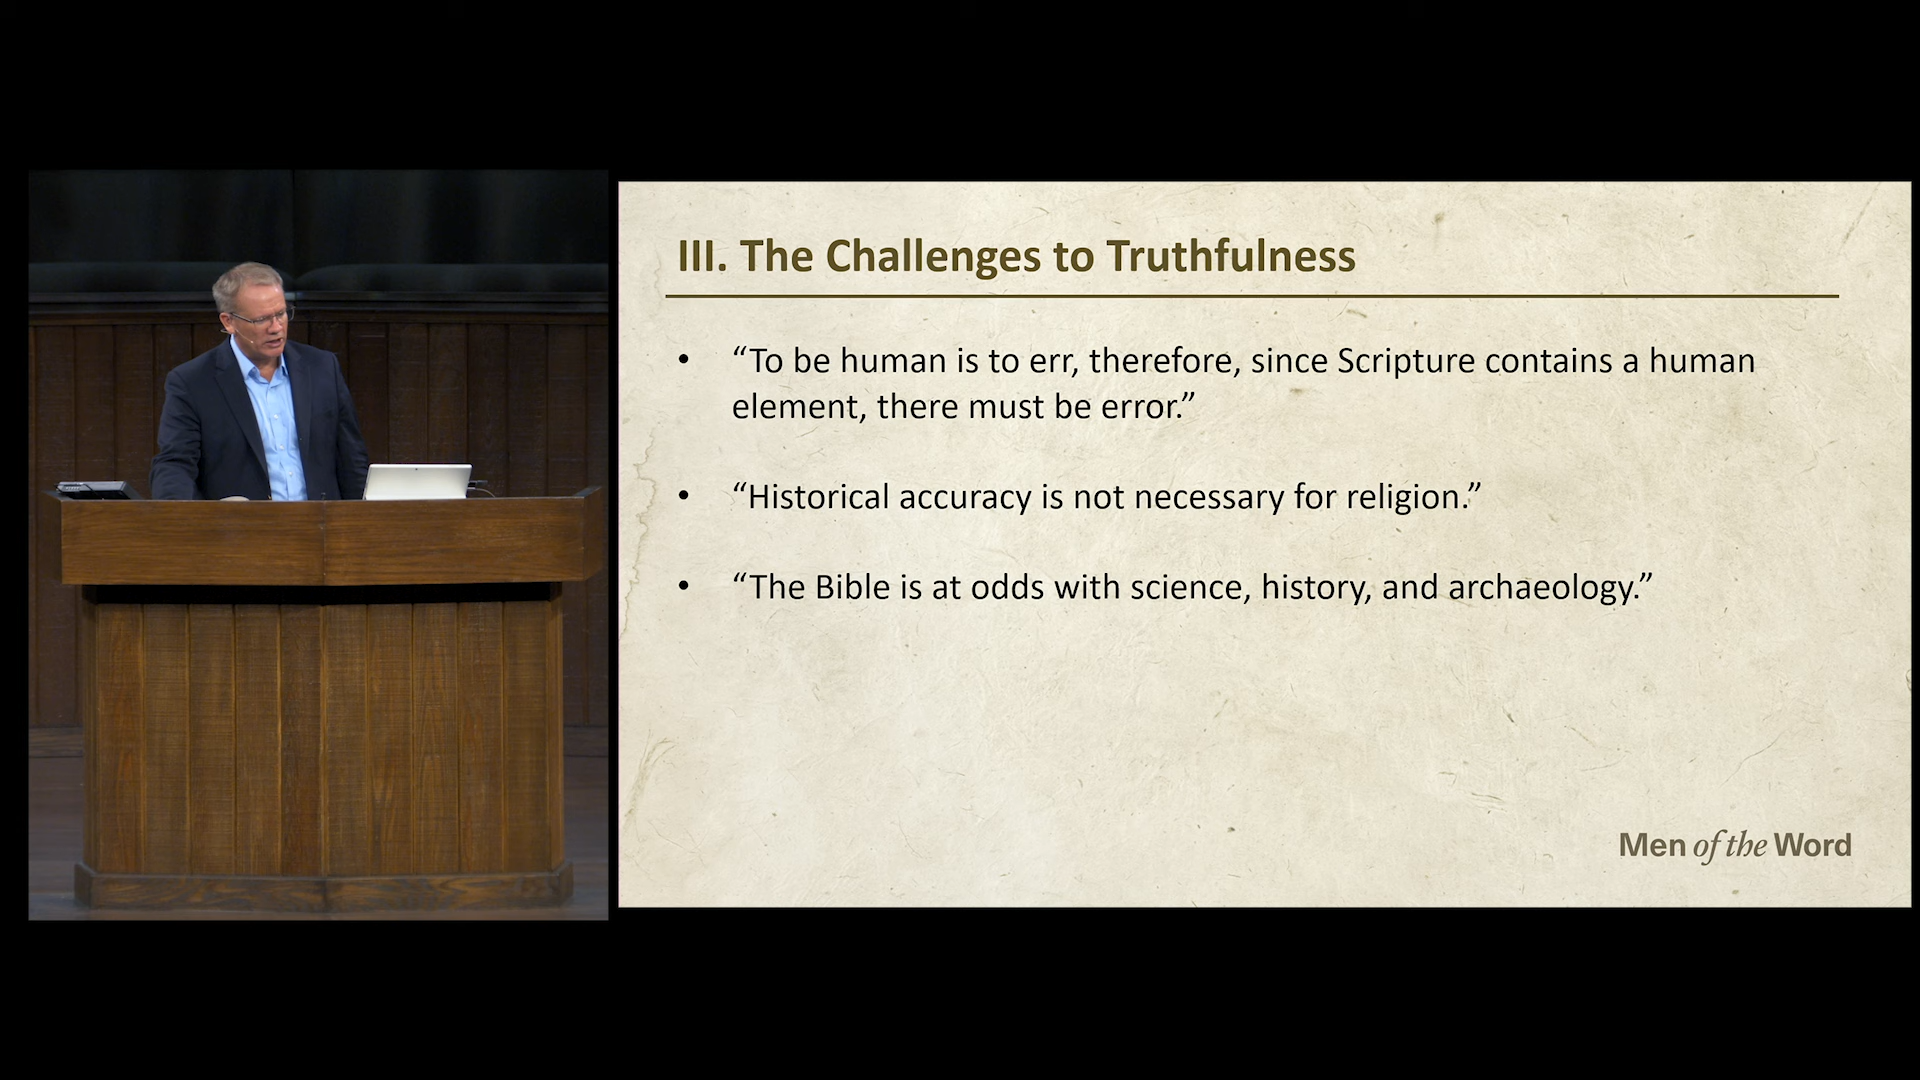 III. The Challenges to Truthfulness
• “To be human is to err, therefore, since Scripture contains a human
element, there must be error.”
• “Historical accuracy is not necessary for religion.”
• “The Bible is at odds with science, history, and archaeology.”
Men of the Word